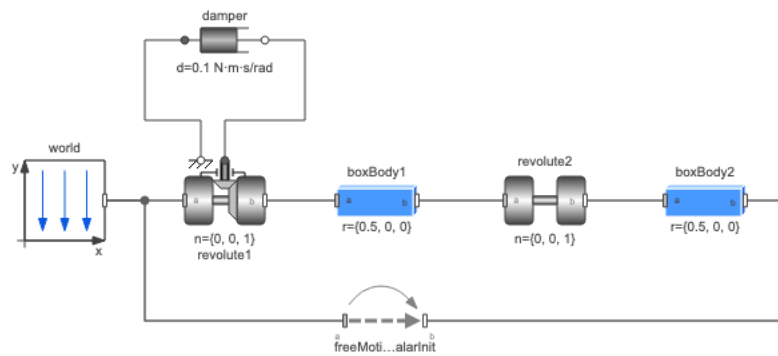 damper
d=0.1 N·m·s/rad
world
y
x
a
b
n={0, 0, 1}
revolute1
boxBody1
a
b
r={0.5, 0, 0}
revolute2
a
b
n={0, 0, 1}
boxBody2
a
b
r={0.5, 0, 0}
a
b
freeMoti...alarInit